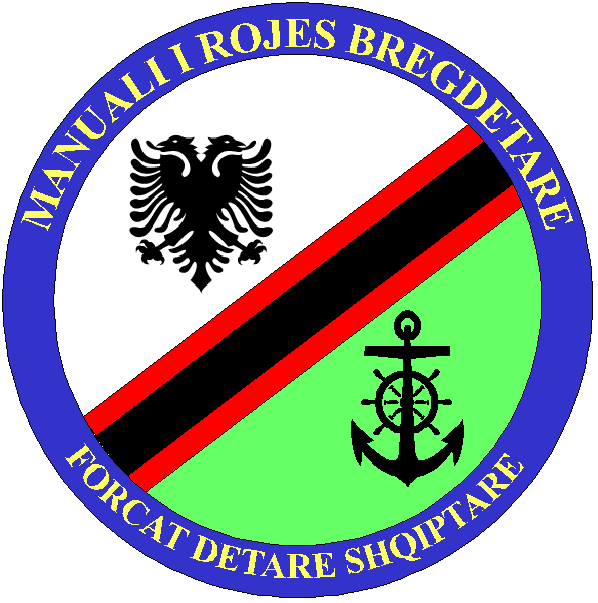 MANUALI I ROJES BREGDETARE
FORCAT DETARE SHQIPTARE